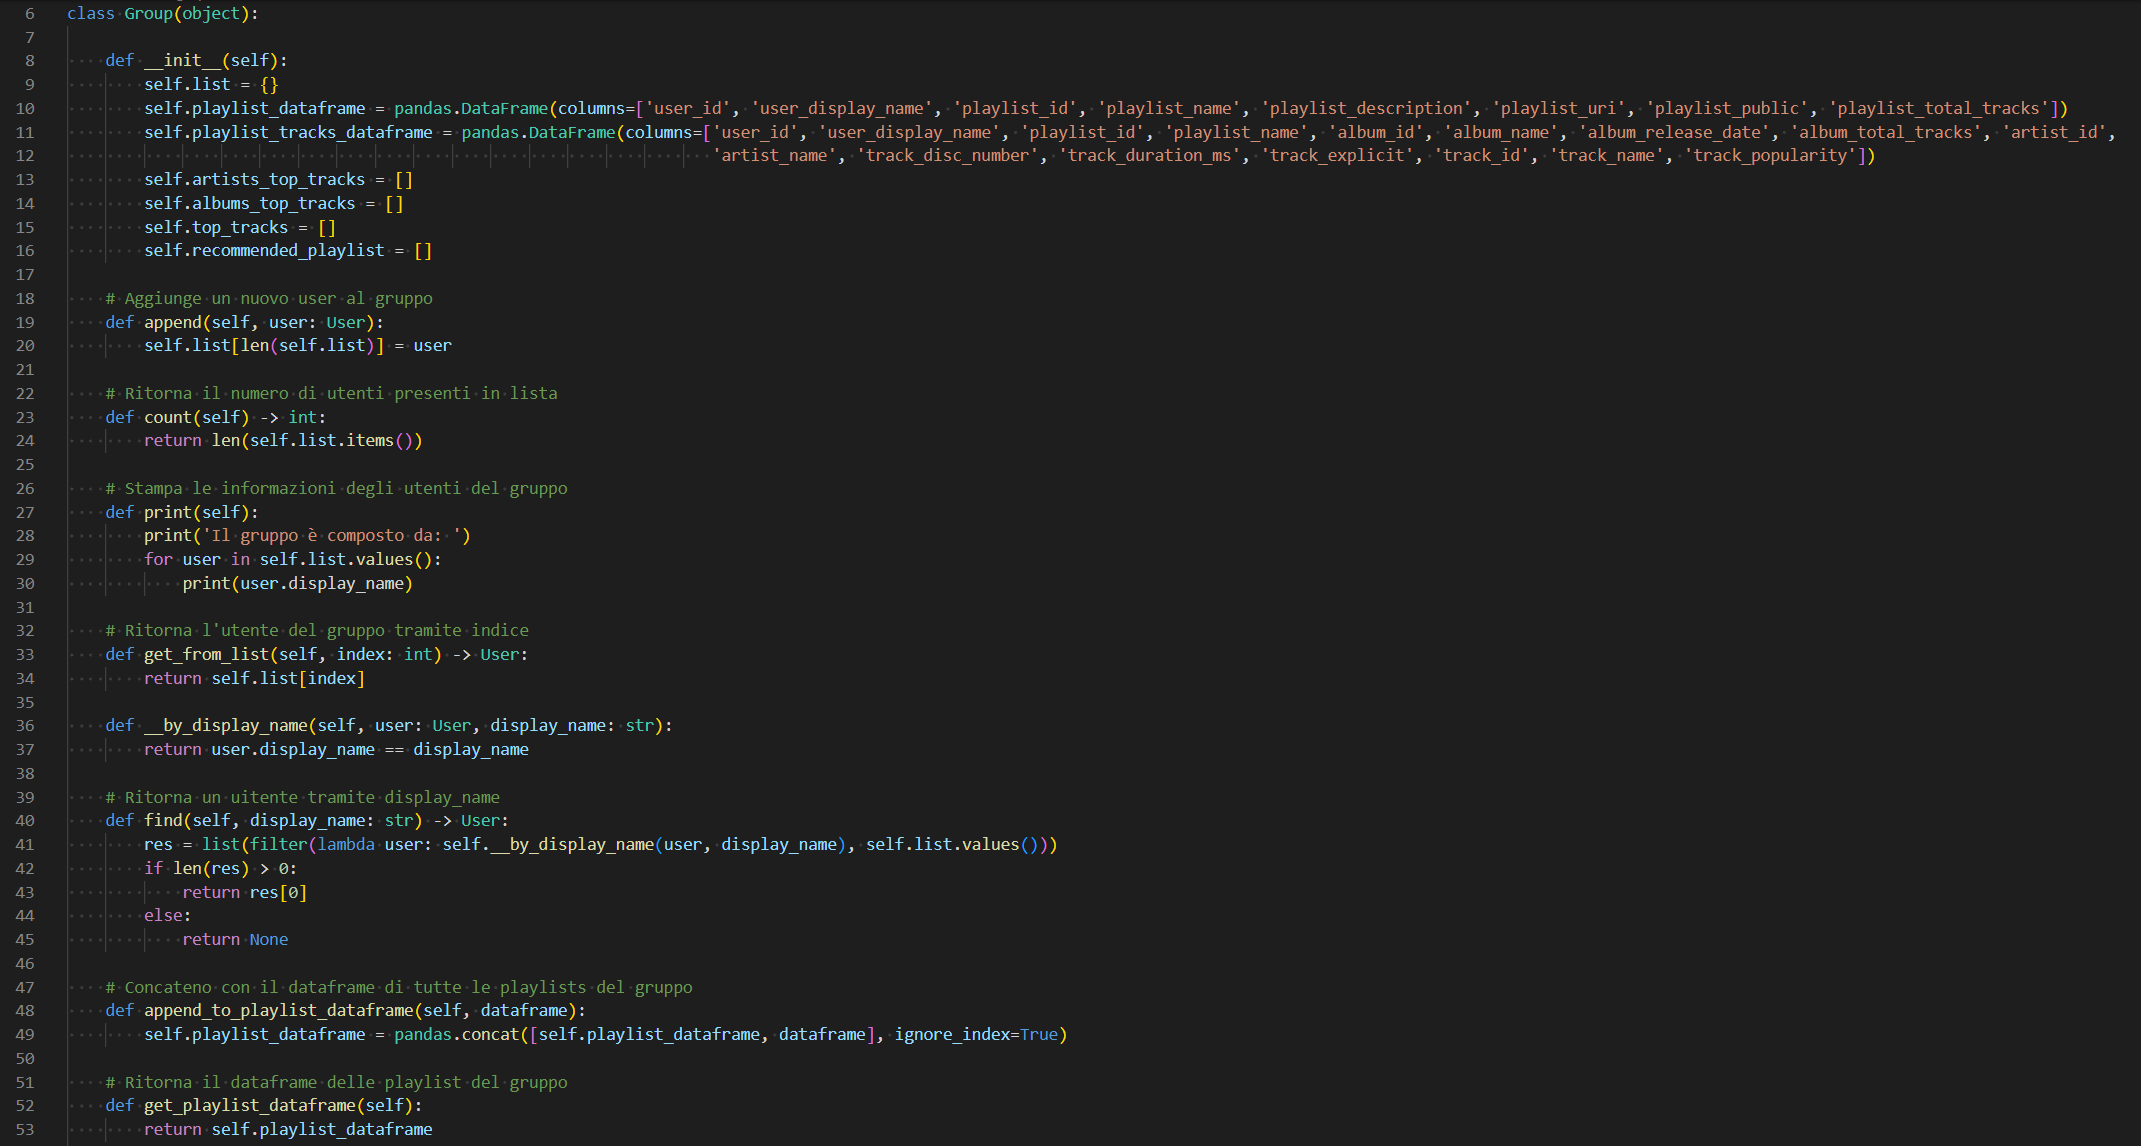 6 class Group(object):
7
8     def __init__(self):
9         self.list = {}
10         self.playlist_dataframe = pandas.DataFrame(columns=['user_id', 'user_display_name', 'playlist_id', 'playlist_name', 'playlist_description', 'playlist_uri', 'playlist_public', 'playlist_total_tracks'])
11         self.playlist_tracks_dataframe = pandas.DataFrame(columns=['user_id', 'user_display_name', 'playlist_id', 'playlist_name', 'album_id', 'album_name', 'album_release_date', 'album_total_tracks', 'artist_id',
12                                                                    'artist_name', 'track_disc_number', 'track_duration_ms', 'track_explicit', 'track_id', 'track_name', 'track_popularity'])
13         self.artists_top_tracks = []
14         self.albums_top_tracks = []
15         self.top_tracks = []
16         self.recommended_playlist = []
17
18     # Aggiunge un nuovo user al gruppo
19     def append(self, user: User):
20         self.list[len(self.list)] = user
21
22     # Ritorna il numero di utenti presenti in lista
23     def count(self) -> int:
24         return len(self.list.items())
25
26     # Stampa le informazioni degli utenti del gruppo
27     def print(self):
28         print('Il gruppo è composto da: ')
29         for user in self.list.values():
30             print(user.display_name)
31
32     # Ritorna l'utente del gruppo tramite indice
33     def get_from_list(self, index: int) -> User:
34         return self.list[index]
35
36     def __by_display_name(self, user: User, display_name: str):
37         return user.display_name == display_name
38
39     # Ritorna un uitente tramite display_name
40     def find(self, display_name: str) -> User:
41         res = list(filter(lambda user: self.__by_display_name(user, display_name), self.list.values()))
42         if len(res) > 0:
43             return res[0]
44         else:
45             return None
46
47     # Concateno con il dataframe di tutte le playlists del gruppo
48     def append_to_playlist_dataframe(self, dataframe):
49         self.playlist_dataframe = pandas.concat([self.playlist_dataframe, dataframe], ignore_index=True)
50
51     # Ritorna il dataframe delle playlist del gruppo
52     def get_playlist_dataframe(self):
53         return self.playlist_dataframe